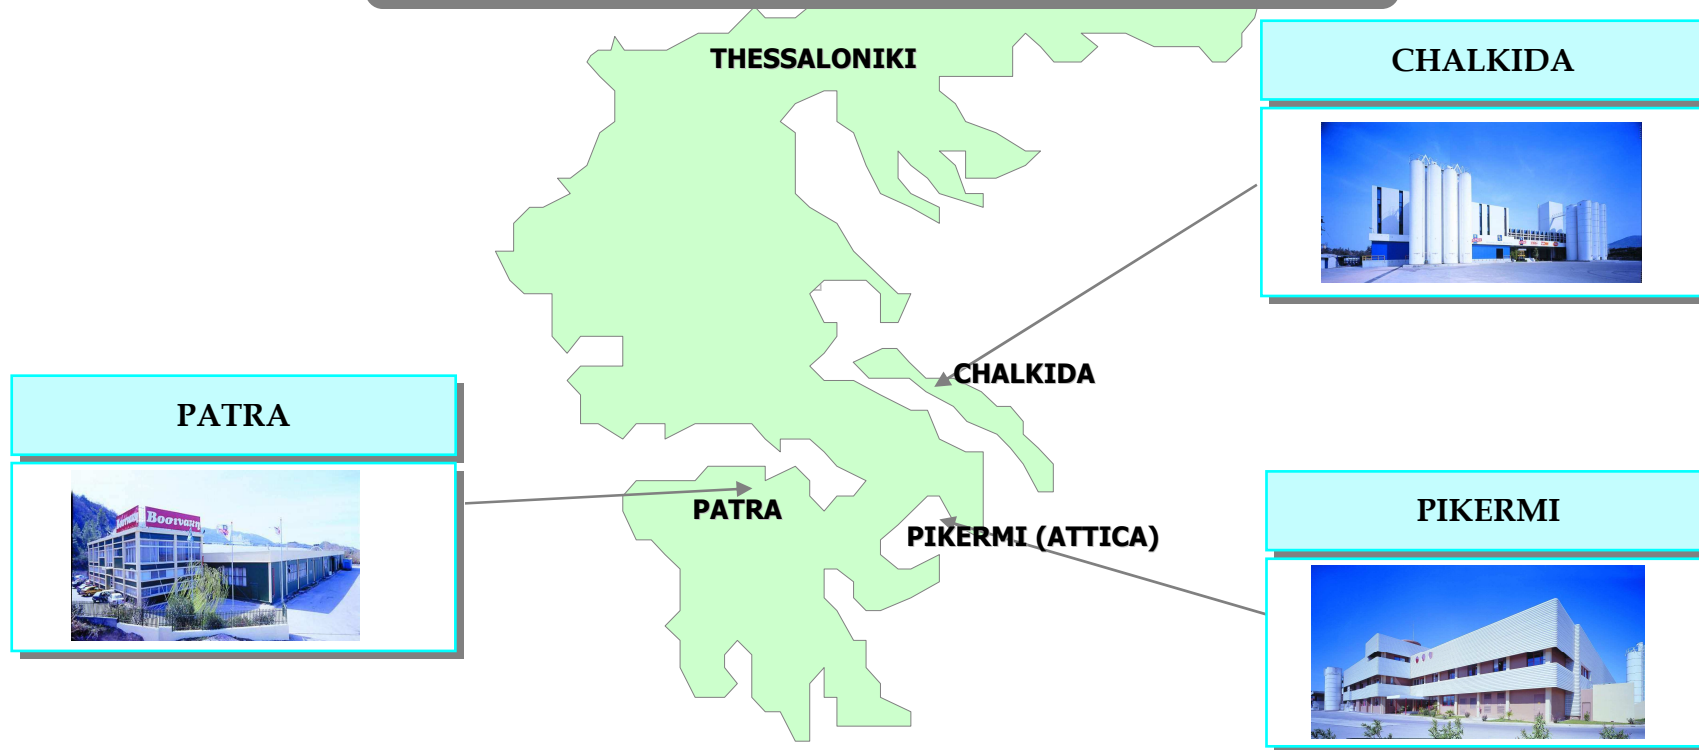 THESSALONIKI
CHALKIDA
CHALKIDA
PATRA
PATRA
PIKERMI
PIKERMI (ATTICA)